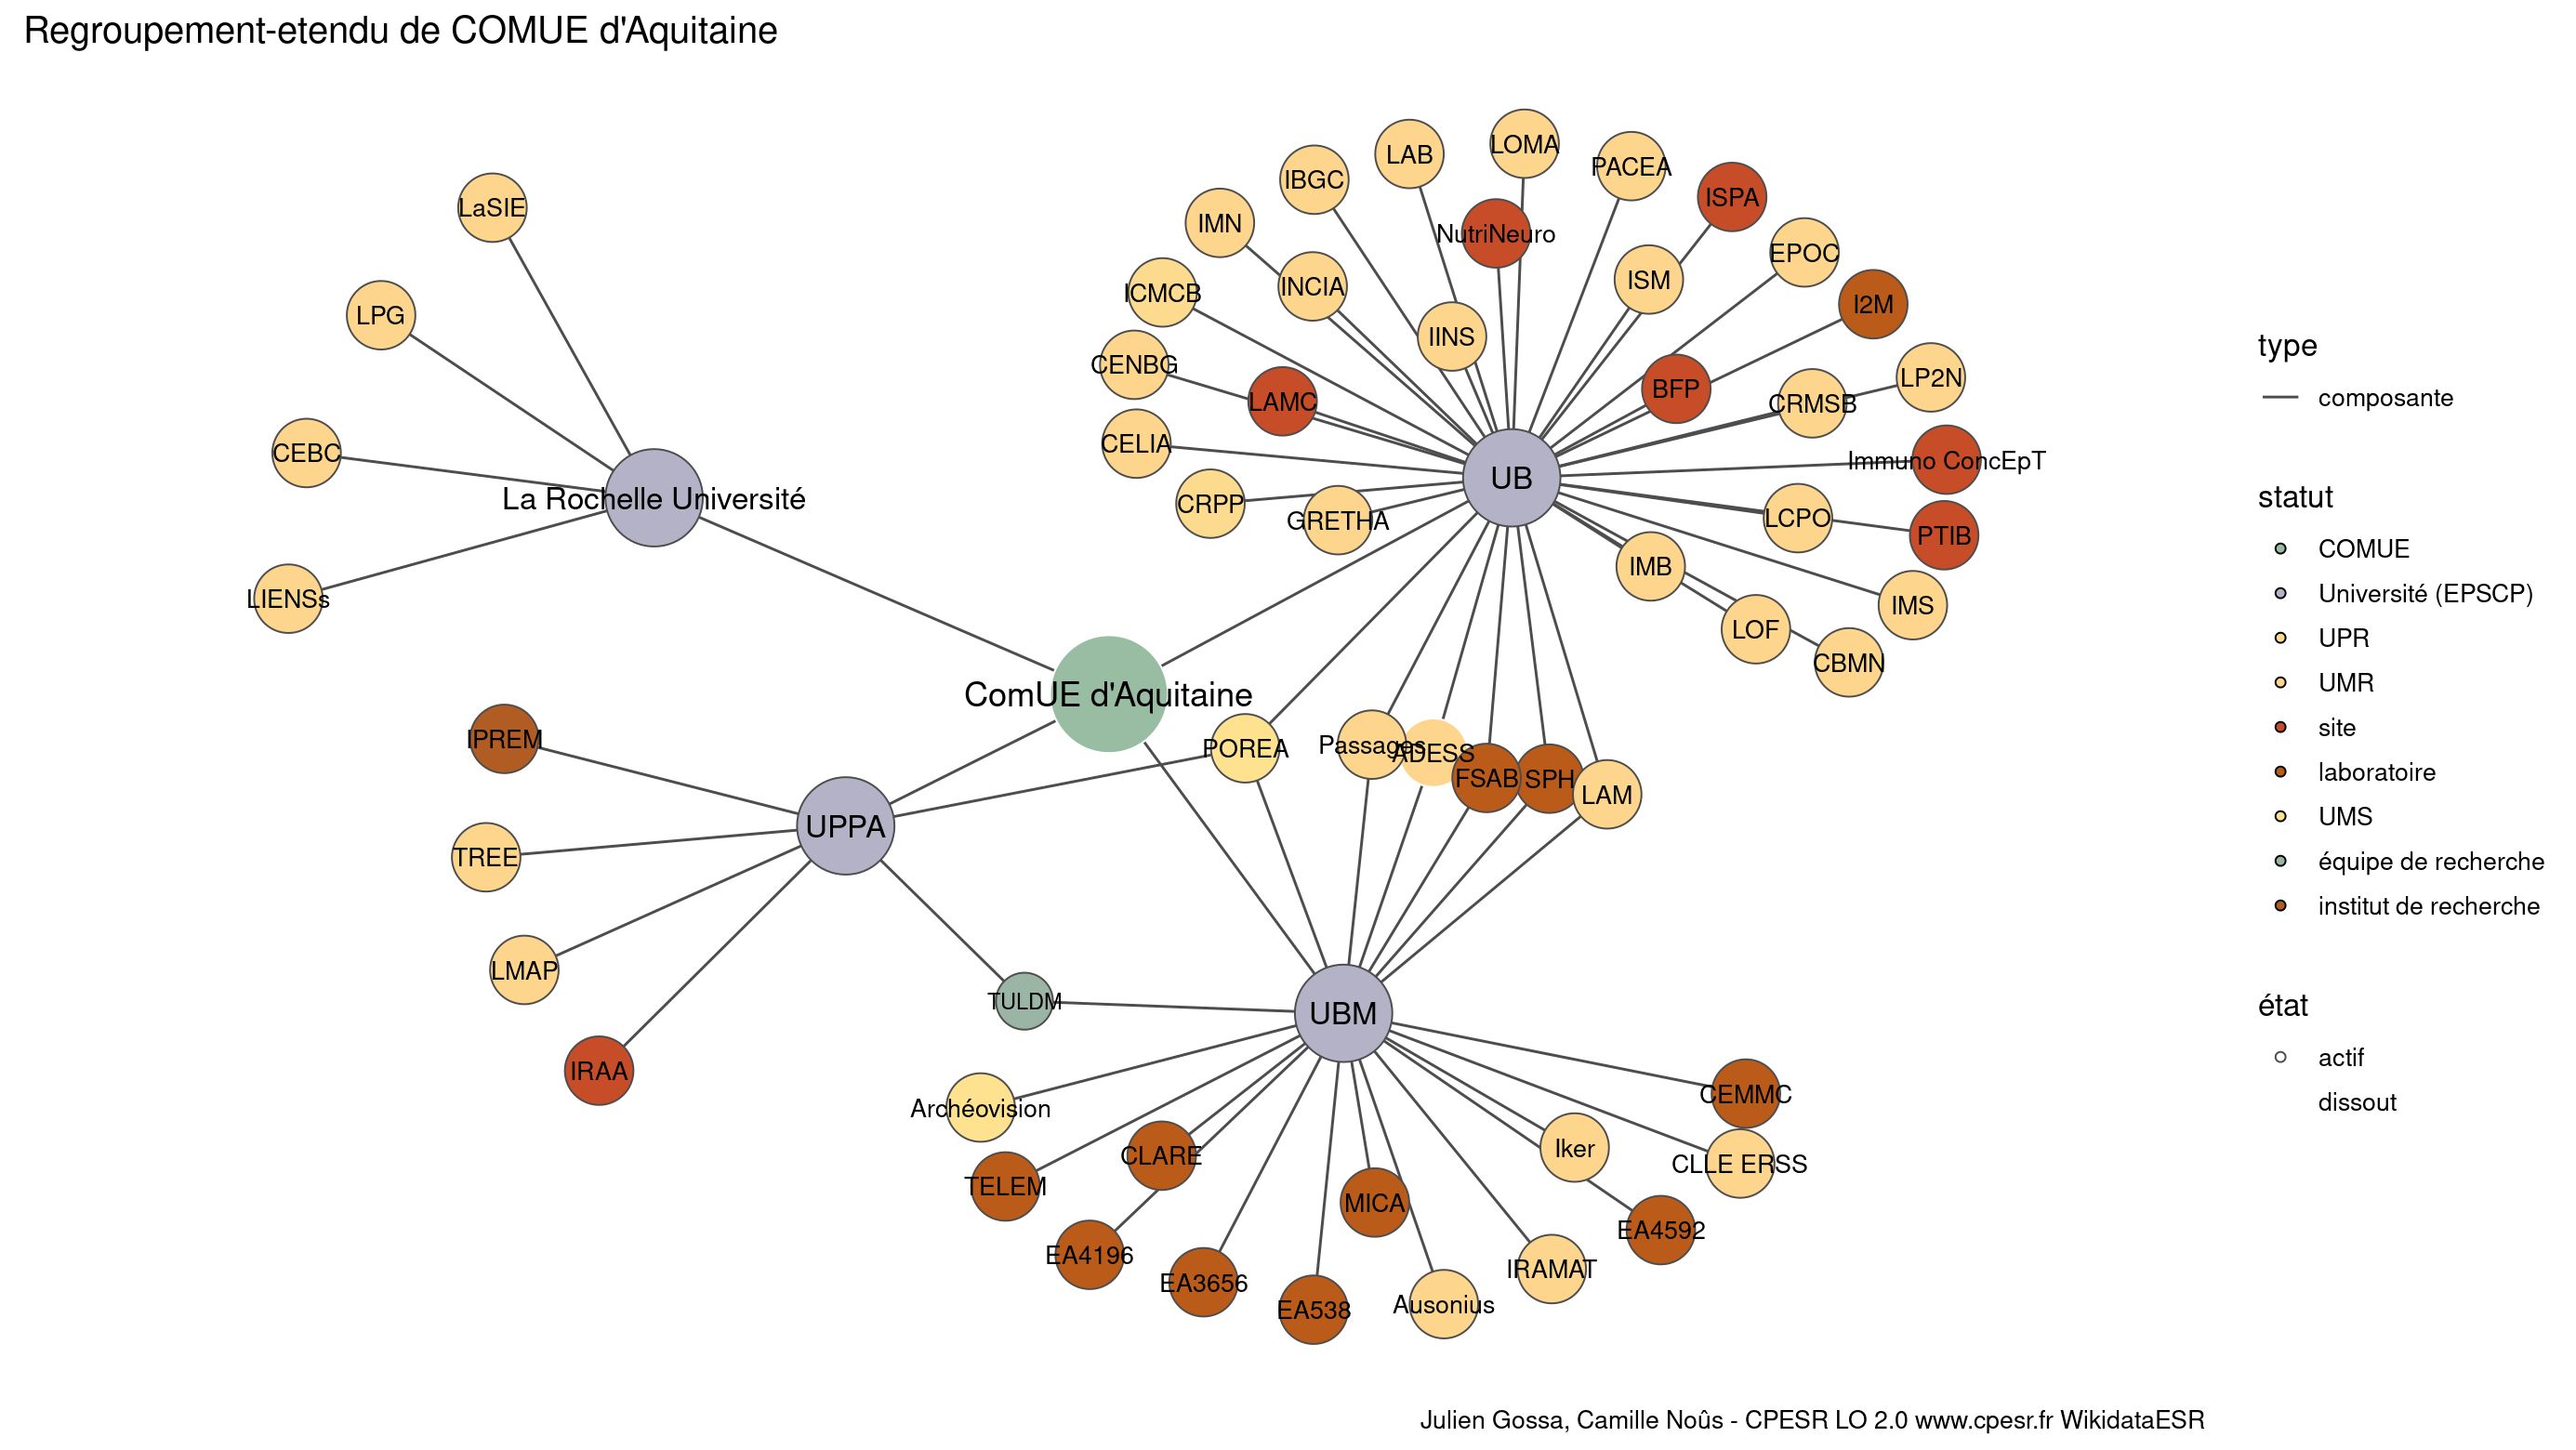 Regroupement-etendu de COMUE d'Aquitaine
LOMA
LAB
PACEA
IBGC
ISPA
LaSIE
IMN
NutriNeuro
EPOC
ISM
INCIA
ICMCB
I2M
LPG
IINS
CENBG
LP2N
BFP
LAMC
CRMSB
CELIA
CEBC
Immuno ConcEpT
UB
La Rochelle Université
CRPP
LCPO
GRETHA
PTIB
IMB
LIENSs
IMS
LOF
CBMN
ComUE d'Aquitaine
IPREM
Passages
POREA
ADESS
FSAB
SPH
LAM
UPPA
TREE
LMAP
TULDM
UBM
IRAA
CEMMC
Archéovision
Iker
CLARE
CLLE ERSS
TELEM
MICA
EA4592
EA4196
IRAMAT
EA3656
Ausonius
EA538
type
composante
statut
COMUE
Université (EPSCP)
UPR
UMR
site
laboratoire
UMS
équipe de recherche
institut de recherche
état
actif
dissout
Julien Gossa, Camille Noûs - CPESR LO 2.0 www.cpesr.fr WikidataESR